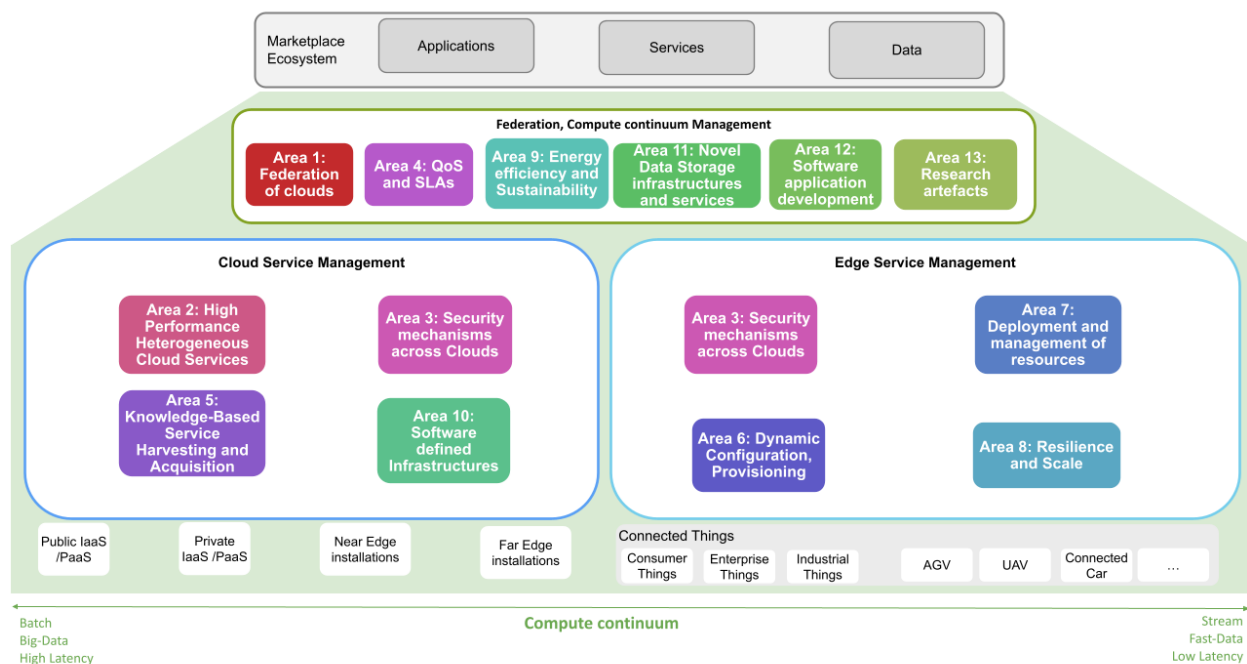 Marketplace
Ecosystem
Applications
Services
Data
Federation, Compute continuum Management
Area 1:
Federation
of clouds
Area 4: QoS
and SLAs
Area 9: Energy
efficiency and
Sustainability
Area 11: Novel
Data Storage
infrastructures
and services
Area 12:
Software
application
development
Area 13:
Research
artefacts
Cloud Service Management
Area 2: High
Performance
Heterogeneous
Cloud Services
Area 3: Security
mechanisms
across Clouds
Area 5:
Knowledge-Based
Service
Harvesting and
Acquisition
Area 10:
Software
defined
Infrastructures
Edge Service Management
Area 3: Security
mechanisms
across Clouds
Area 7:
Deployment and
management of
resources
Area 6: Dynamic
Configuration,
Provisioning
Area 8: Resilience
and Scale
Public IaaS
/PaaS
Private
IaaS /PaaS
Near Edge
installations
Far Edge
installations
Connected Things
Consumer
Things
Enterprise
Things
Industrial
Things
AGV
UAV
Connected
Car
...
Batch
Big-Data
High Latency
Compute continuum
Stream
Fast-Data
Low Latency